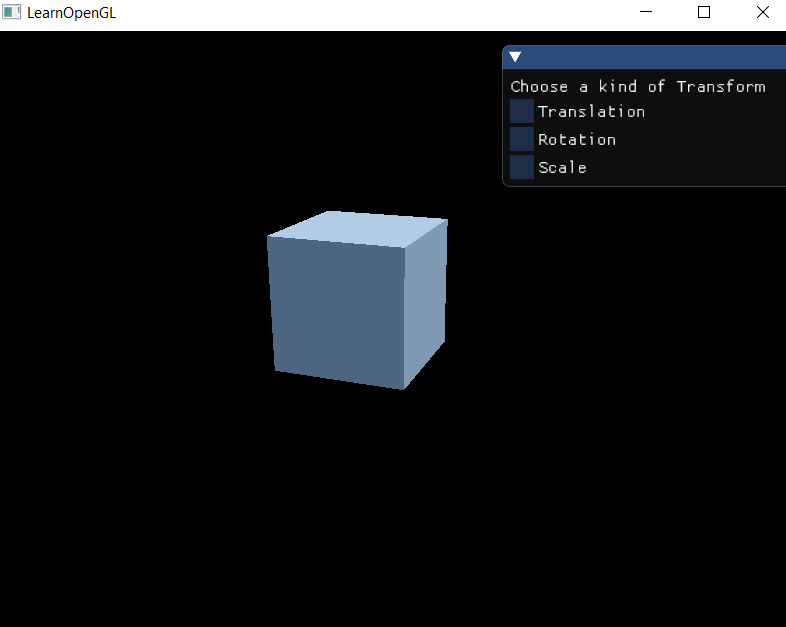 LearnOpenGL
Choose a kind of Transform
Translation
Rotation
Scale